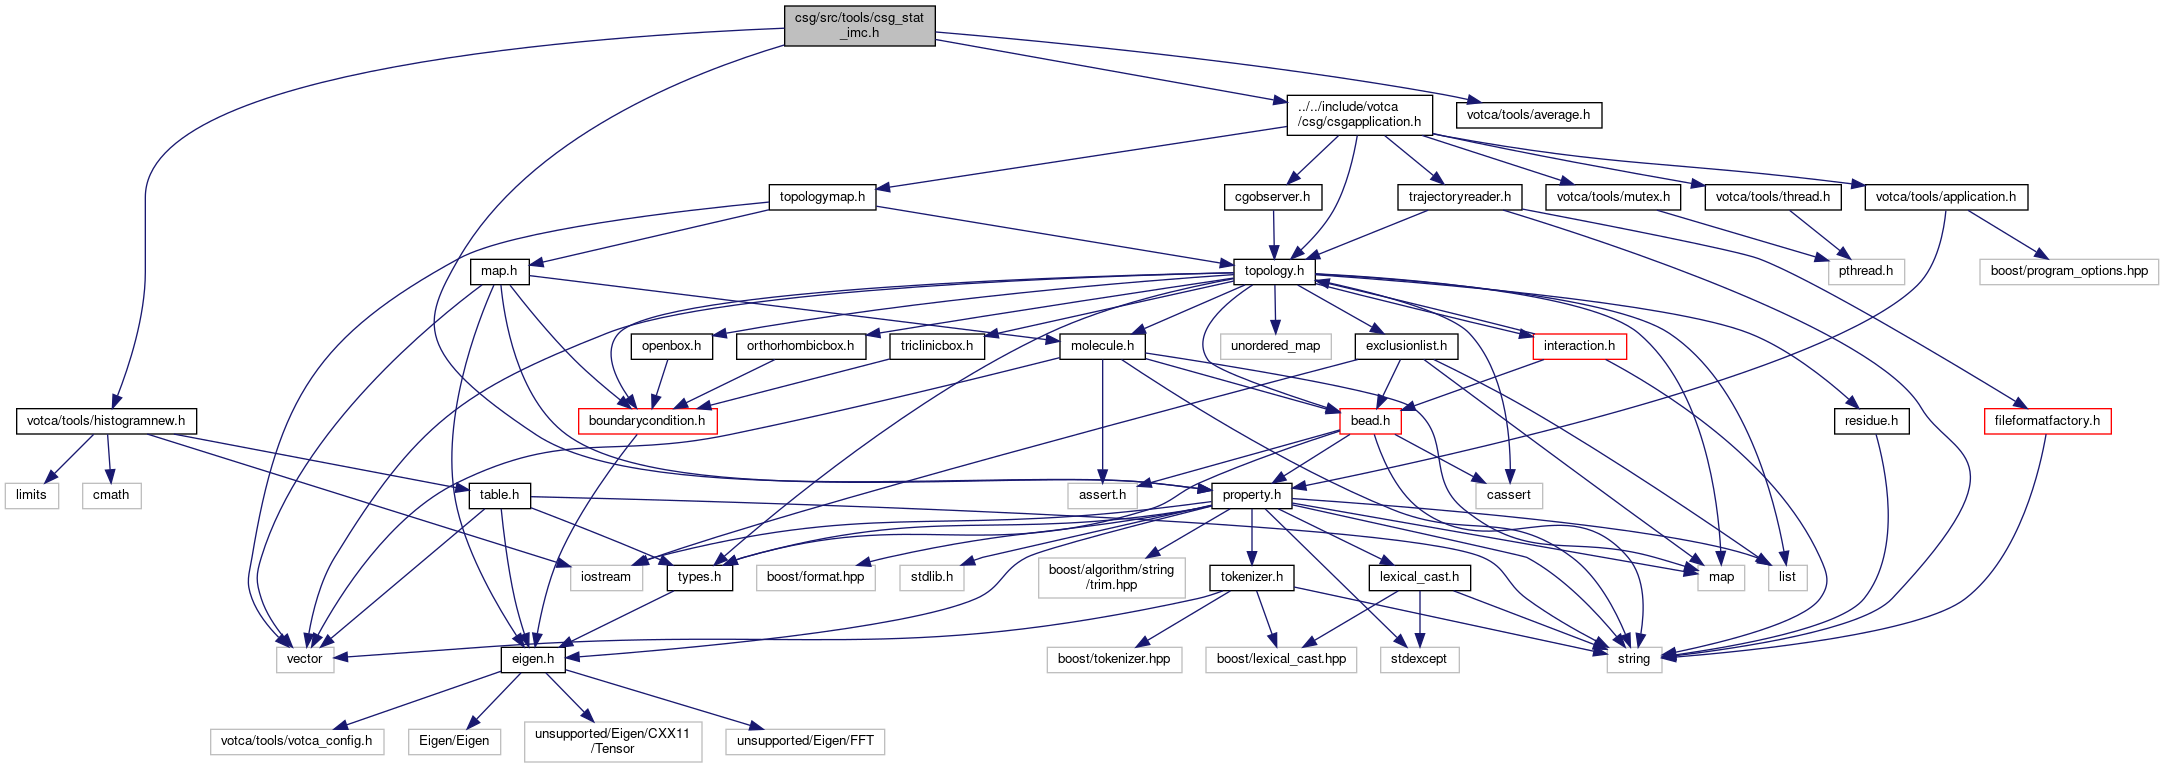 csg/src/tools/csg_stat
_imc.h
../../include/votca
/csg/csgapplication.h
votca/tools/average.h
topologymap.h
cgobserver.h
trajectoryreader.h
votca/tools/mutex.h
votca/tools/thread.h
votca/tools/application.h
map.h
topology.h
pthread.h
boost/program_options.hpp
openbox.h
orthorhombicbox.h
triclinicbox.h
molecule.h
unordered_map
exclusionlist.h
interaction.h
votca/tools/histogramnew.h
boundarycondition.h
bead.h
residue.h
fileformatfactory.h
limits
cmath
table.h
assert.h
property.h
cassert
iostream
types.h
boost/format.hpp
stdlib.h
boost/algorithm/string
/trim.hpp
tokenizer.h
lexical_cast.h
map
list
vector
eigen.h
boost/tokenizer.hpp
boost/lexical_cast.hpp
stdexcept
string
votca/tools/votca_config.h
Eigen/Eigen
unsupported/Eigen/CXX11
/Tensor
unsupported/Eigen/FFT